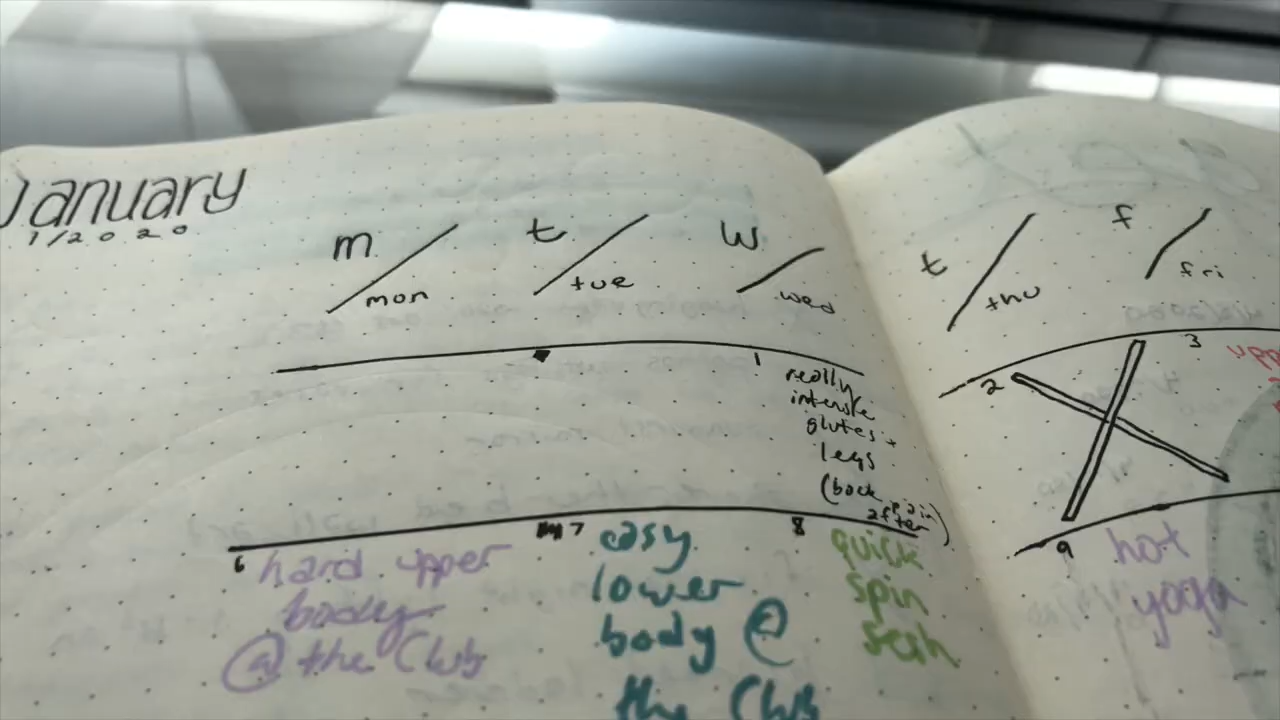 January
1/2020
m t w t f
mon tue wed thu fri
1 2 3
really
intense
glutes +
legs
(back pain
after)
6 7 8 9
hard upper
body
@ the Club
easy
lower
body @
the Club
quick
spin
sesh
hot
yoga